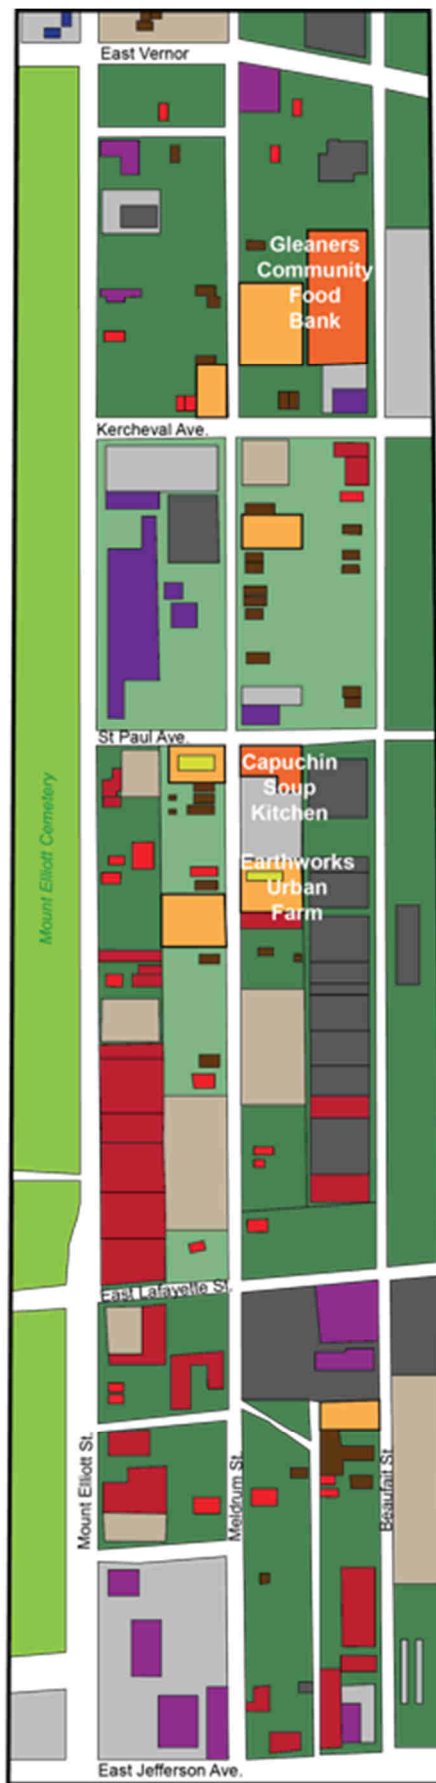 East Vernor
Gleaners
Community
Food
Bank
Kercheval Ave.
St Paul Ave.
Capuchin
Soup
Kitchen
Mount Elliott Cemetery
Earthworks
Urban
Farm
East Lafayette St.
Mount Elliott St.
Meldrum St.
Beaufait St.
East Jefferson Ave.